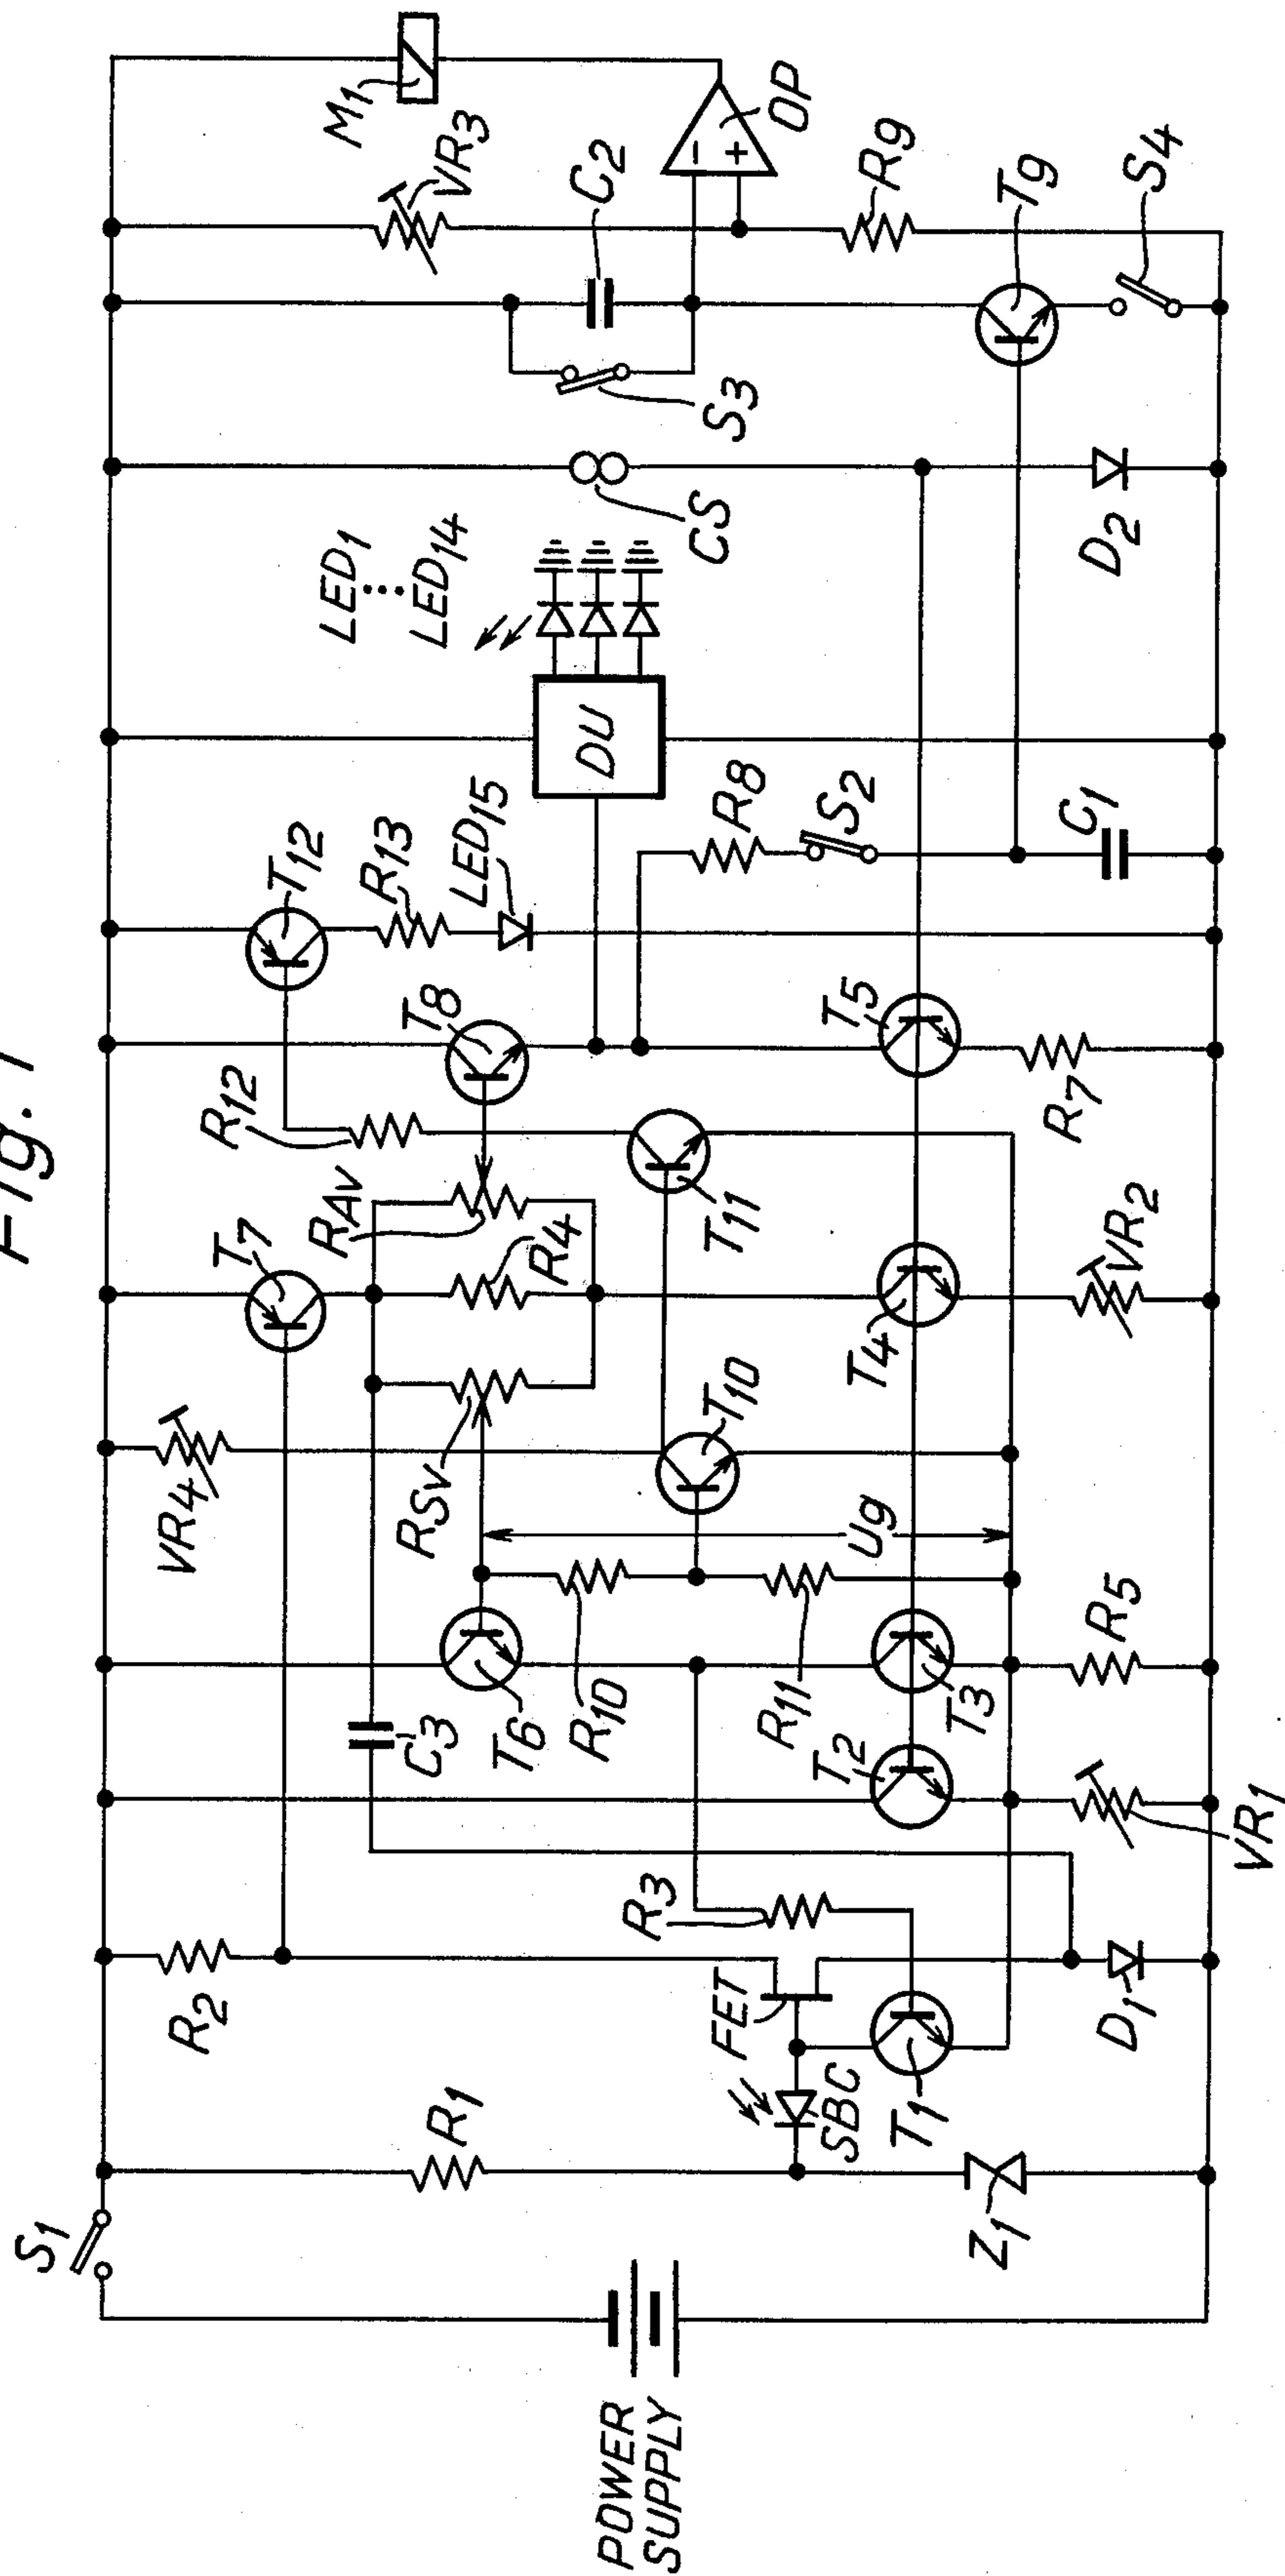 Fig. 1
S1
POWER
SUPPLY
R1
Z1
SBC
R2
FET
T1
D1
R3
VR1
T2
C3
T6
R10
R11
T3
R5
Ug
VR4
RSV
T10
T4
VR2
T7
RAV
R4
R12
T11
T8
T5
R7
T12
R13
LED15
R8
S2
C1
DU
LED1
LED14
CS
D2
S3
C2
T9
S4
R9
VR3
M1
−
+
OP